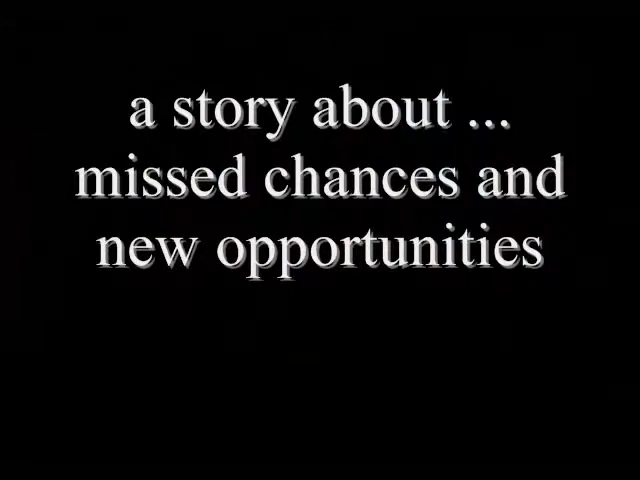 a story about ...
missed chances and
new opportunities